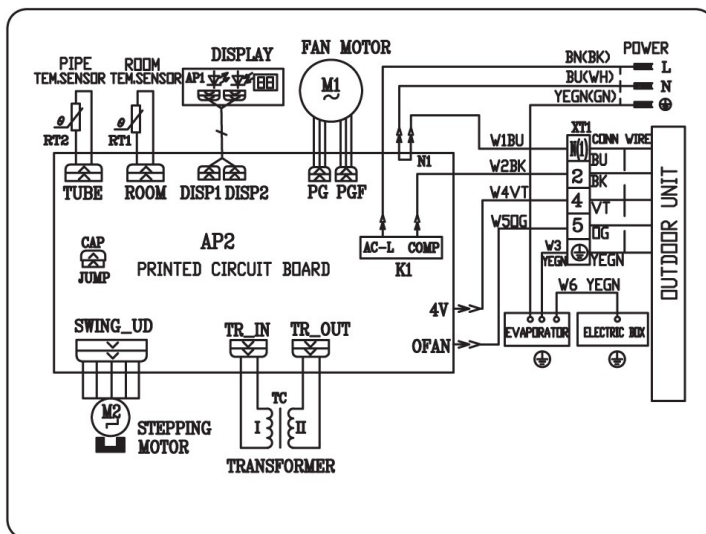 PIPE
TEM.SENSOR
ROOM
TEM.SENSOR
DISPLAY
AP1
FAN MOTOR
M1
~
BN(BK)
BU(WH)
YEGN(GN)
POWER
L
N
θ
RT2
θ
RT1
TUBE
ROOM
DISP1
DISP2
PG
PGF
N1
W1BU
W2BK
W4VT
W5OG
W3
YEGN
XT1
N(1)
2
4
5
CONN WIRE
BU
BK
VT
OG
YEGN
OUTDOOR UNIT
CAP
JUMP
AP2
PRINTED CIRCUIT BOARD
AC-L COMP
K1
W6 YEGN
4V
OFAN
EVAPORATOR
ELECTRIC BOX
SWING_UD
TR_IN
TR_OUT
M2
STEPPING
MOTOR
TC
I
II
TRANSFORMER